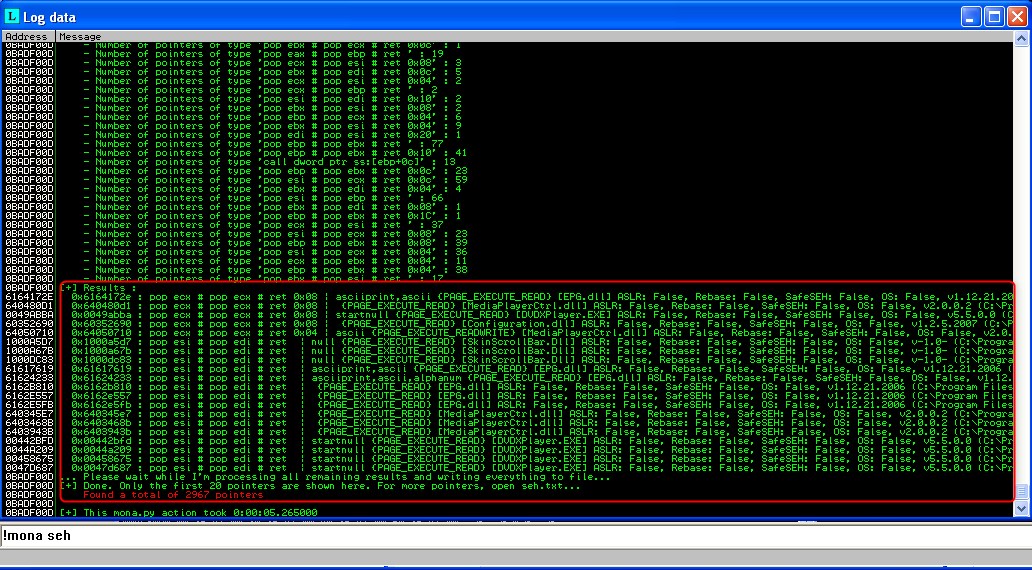 Log data
Address Message
0BADF00D - Number of pointers of type 'pop ebx # pop ecx # ret 0x0c' : 1
0BADF00D - Number of pointers of type 'pop eax # pop ebp # ret ' : 19
0BADF00D - Number of pointers of type 'pop ecx # pop esi # ret 0x08' : 3
0BADF00D - Number of pointers of type 'pop ebx # pop edi # ret 0x0c' : 5
0BADF00D - Number of pointers of type 'pop ebx # pop ecx # ret 0x04' : 2
0BADF00D - Number of pointers of type 'pop ecx # pop ebp # ret ' : 2
0BADF00D - Number of pointers of type 'pop esi # pop edi # ret 0x10' : 2
0BADF00D - Number of pointers of type 'pop ebx # pop esi # ret 0x08' : 2
0BADF00D - Number of pointers of type 'pop ebx # pop ecx # ret 0x04' : 6
0BADF00D - Number of pointers of type 'pop ebx # pop esi # ret 0x04' : 9
0BADF00D - Number of pointers of type 'pop edi # pop esi # ret 0x20' : 1
0BADF00D - Number of pointers of type 'pop ebp # pop ebx # ret ' : 77
0BADF00D - Number of pointers of type 'pop ebp # pop ebx # ret 0x10' : 41
0BADF00D - Number of pointers of type 'call dword ptr ss:[ebp+0c]' : 13
0BADF00D - Number of pointers of type 'pop ebp # pop ebx # ret 0x0c' : 23
0BADF00D - Number of pointers of type 'pop esi # pop ecx # ret 0x0c' : 59
0BADF00D - Number of pointers of type 'pop ebx # pop edi # ret 0x04' : 4
0BADF00D - Number of pointers of type 'pop ebp # pop esi # ret ' : 66
0BADF00D - Number of pointers of type 'pop ecx # pop edi # ret 0x08' : 1
0BADF00D - Number of pointers of type 'pop ebp # pop ebx # ret 0x1C' : 1
0BADF00D - Number of pointers of type 'pop ecx # pop ecx # ret ' : 37
0BADF00D - Number of pointers of type 'pop esi # pop ecx # ret 0x08' : 23
0BADF00D - Number of pointers of type 'pop ebp # pop ebx # ret 0x08' : 39
0BADF00D - Number of pointers of type 'pop esi # pop ecx # ret 0x04' : 36
0BADF00D - Number of pointers of type 'pop ecx # pop ebx # ret 0x04' : 11
0BADF00D - Number of pointers of type 'pop ebp # pop ebx # ret 0x04' : 38
0BADF00D [+] Results :
6164172E 0x6164172e : pop ecx # pop ecx # ret 0x08 | asciiprint,ascii {PAGE_EXECUTE_READ} [EPG.dll] ASLR: False, Rebase: False, SafeSEH: False, OS: False, v1.12.21.20
640480D1 0x640480d1 : pop ecx # pop ecx # ret 0x08 | {PAGE_EXECUTE_READ} [MediaPlayerCtrl.dll] ASLR: False, Rebase: False, SafeSEH: False, OS: False, v2.0.0.2 (C:
0049ABBA 0x0049abba : pop ecx # pop ecx # ret 0x08 | startnull {PAGE_EXECUTE_READ} [DVDXPlayer.EXE] ASLR: False, Rebase: False, SafeSEH: False, OS: False, v5.5.0.0 (C
60352690 0x60352690 : pop ecx # pop ecx # ret 0x08 | {PAGE_EXECUTE_READ} [Configuration.dll] ASLR: False, Rebase: False, SafeSEH: False, OS: False, v1.2.5.2007 (C:
64050710 0x64050710 : pop ecx # pop ecx # ret 0x04 | ascii {PAGE_EXECUTE_READWRITE} [MediaPlayerCtrl.dll] ASLR: False, Rebase: False, SafeSEH: False, OS: False, v2.0.
1000A5D7 0x1000a5d7 : pop esi # pop edi # ret | null {PAGE_EXECUTE_READ} [SkinScrollBar.Dll] ASLR: False, Rebase: False, SafeSEH: False, OS: False, v-1.0- (C:\Progra
1000A67B 0x1000a67b : pop esi # pop edi # ret | null {PAGE_EXECUTE_READ} [SkinScrollBar.Dll] ASLR: False, Rebase: False, SafeSEH: False, OS: False, v-1.0- (C:\Progra
1000DC83 0x1000dc83 : pop esi # pop edi # ret | null {PAGE_EXECUTE_READ} [SkinScrollBar.Dll] ASLR: False, Rebase: False, SafeSEH: False, OS: False, v-1.0- (C:\Progra
61617619 0x61617619 : pop esi # pop edi # ret | asciiprint,ascii {PAGE_EXECUTE_READ} [EPG.dll] ASLR: False, Rebase: False, SafeSEH: False, OS: False, v1.12.21.2006
61624233 0x61624233 : pop esi # pop edi # ret | asciiprint,ascii,alphanum {PAGE_EXECUTE_READ} [EPG.dll] ASLR: False, Rebase: False, SafeSEH: False, OS: False, v1.12.
6162B810 0x6162b810 : pop esi # pop edi # ret | {PAGE_EXECUTE_READ} [EPG.dll] ASLR: False, Rebase: False, SafeSEH: False, OS: False, v1.12.21.2006 (C:\Program Files
6162E557 0x6162e557 : pop esi # pop edi # ret | {PAGE_EXECUTE_READ} [EPG.dll] ASLR: False, Rebase: False, SafeSEH: False, OS: False, v1.12.21.2006 (C:\Program Files
6162E5FB 0x6162e5fb : pop esi # pop edi # ret | {PAGE_EXECUTE_READ} [EPG.dll] ASLR: False, Rebase: False, SafeSEH: False, OS: False, v1.12.21.2006 (C:\Program Files
640345E7 0x640345e7 : pop esi # pop edi # ret | {PAGE_EXECUTE_READ} [MediaPlayerCtrl.dll] ASLR: False, Rebase: False, SafeSEH: False, OS: False, v2.0.0.2 (C:\Progra
6403468B 0x6403468b : pop esi # pop edi # ret | {PAGE_EXECUTE_READ} [MediaPlayerCtrl.dll] ASLR: False, Rebase: False, SafeSEH: False, OS: False, v2.0.0.2 (C:\Progra
6403943B 0x6403943b : pop esi # pop edi # ret | {PAGE_EXECUTE_READ} [MediaPlayerCtrl.dll] ASLR: False, Rebase: False, SafeSEH: False, OS: False, v2.0.0.2 (C:\Progra
00442BFD 0x00442bfd : pop esi # pop edi # ret | startnull {PAGE_EXECUTE_READ} [DVDXPlayer.EXE] ASLR: False, Rebase: False, SafeSEH: False, OS: False, v5.5.0.0 (C:\Pr
0044A209 0x0044a209 : pop esi # pop edi # ret | startnull {PAGE_EXECUTE_READ} [DVDXPlayer.EXE] ASLR: False, Rebase: False, SafeSEH: False, OS: False, v5.5.0.0 (C:\Pr
00458675 0x00458675 : pop esi # pop edi # ret | startnull {PAGE_EXECUTE_READ} [DVDXPlayer.EXE] ASLR: False, Rebase: False, SafeSEH: False, OS: False, v5.5.0.0 (C:\Pr
0047D687 0x0047d687 : pop esi # pop edi # ret | startnull {PAGE_EXECUTE_READ} [DVDXPlayer.EXE] ASLR: False, Rebase: False, SafeSEH: False, OS: False, v5.5.0.0 (C:\Pr
0BADF00D ... Please wait while I'm processing all remaining results and writing everything to file...
0BADF00D [+] Done. Only the first 20 pointers are shown here. For more pointers, open seh.txt...
0BADF00D Found a total of 2967 pointers
0BADF00D
0BADF00D [+] This mona.py action took 0:00:05.265000
!mona seh